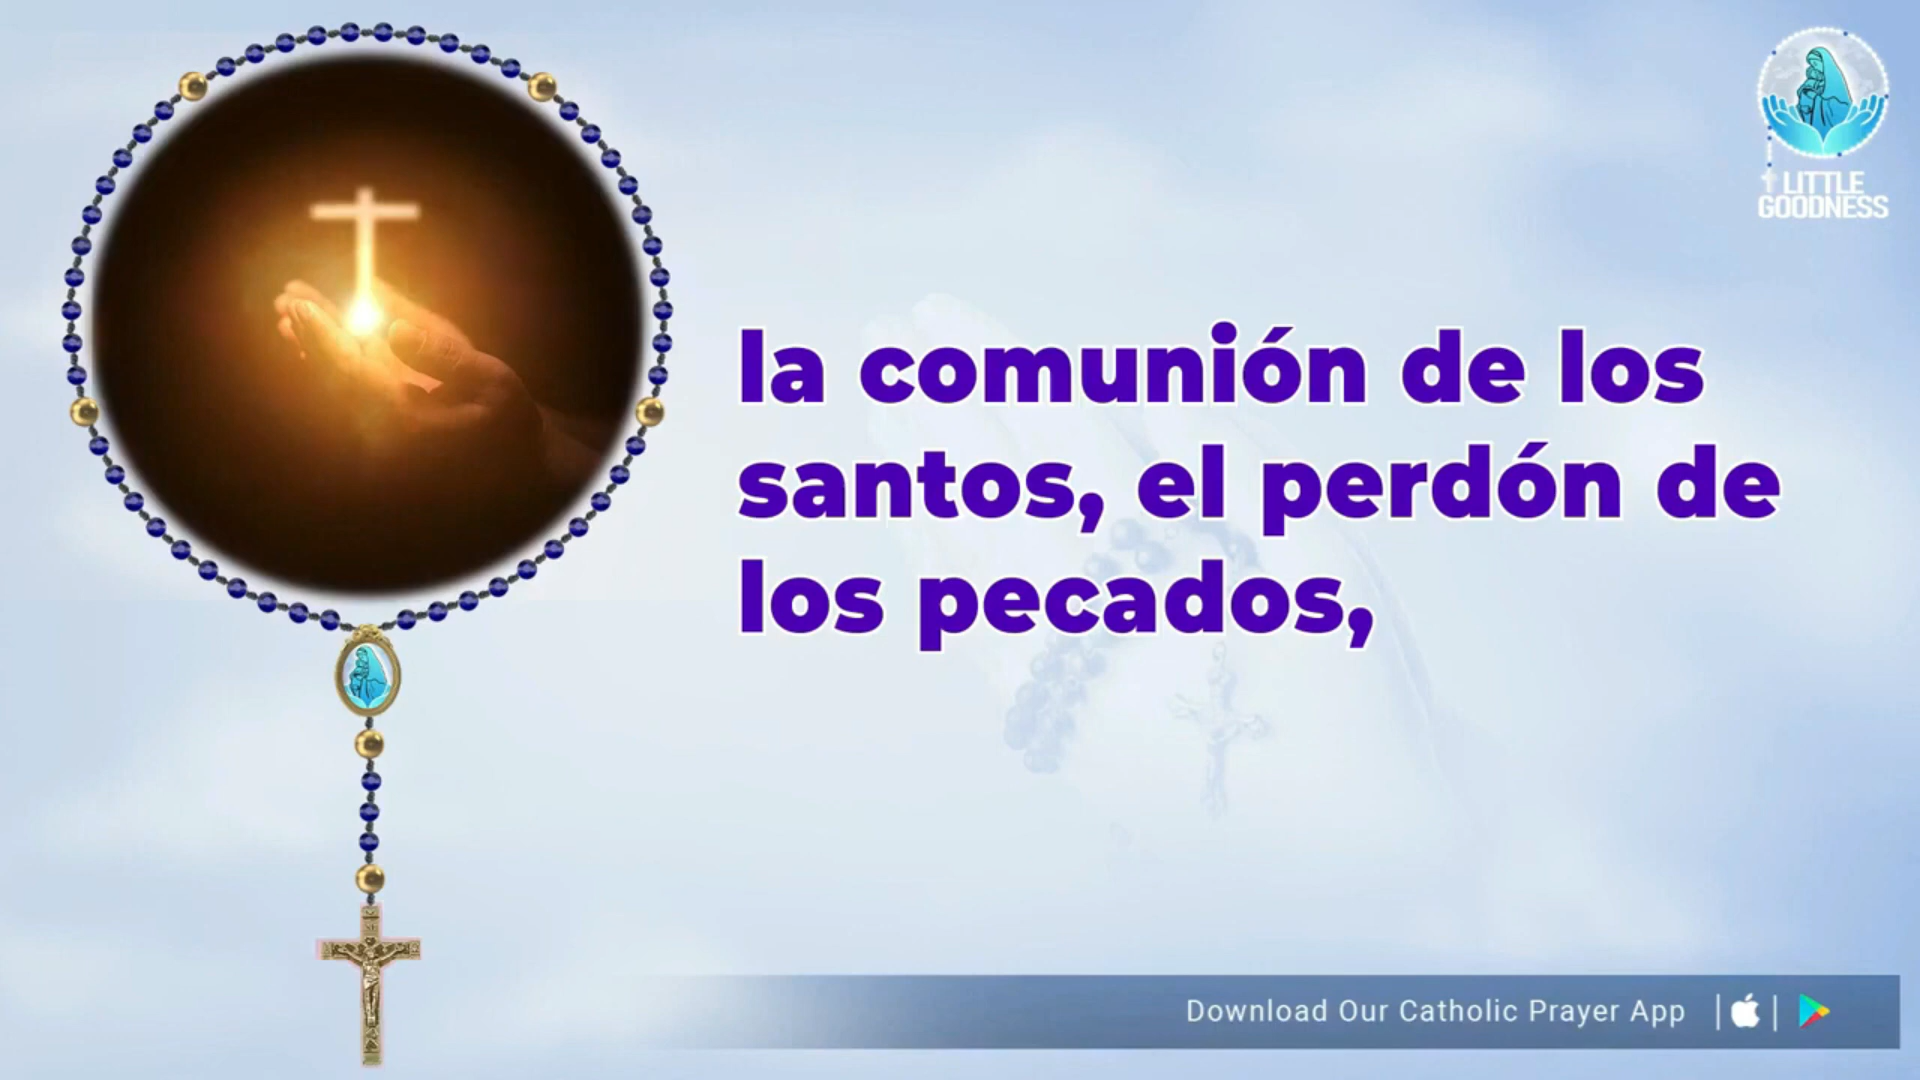 LITTLE
GOODNESS
la comunión de los
santos, el perdón de
los pecados,
Download Our Catholic Prayer App